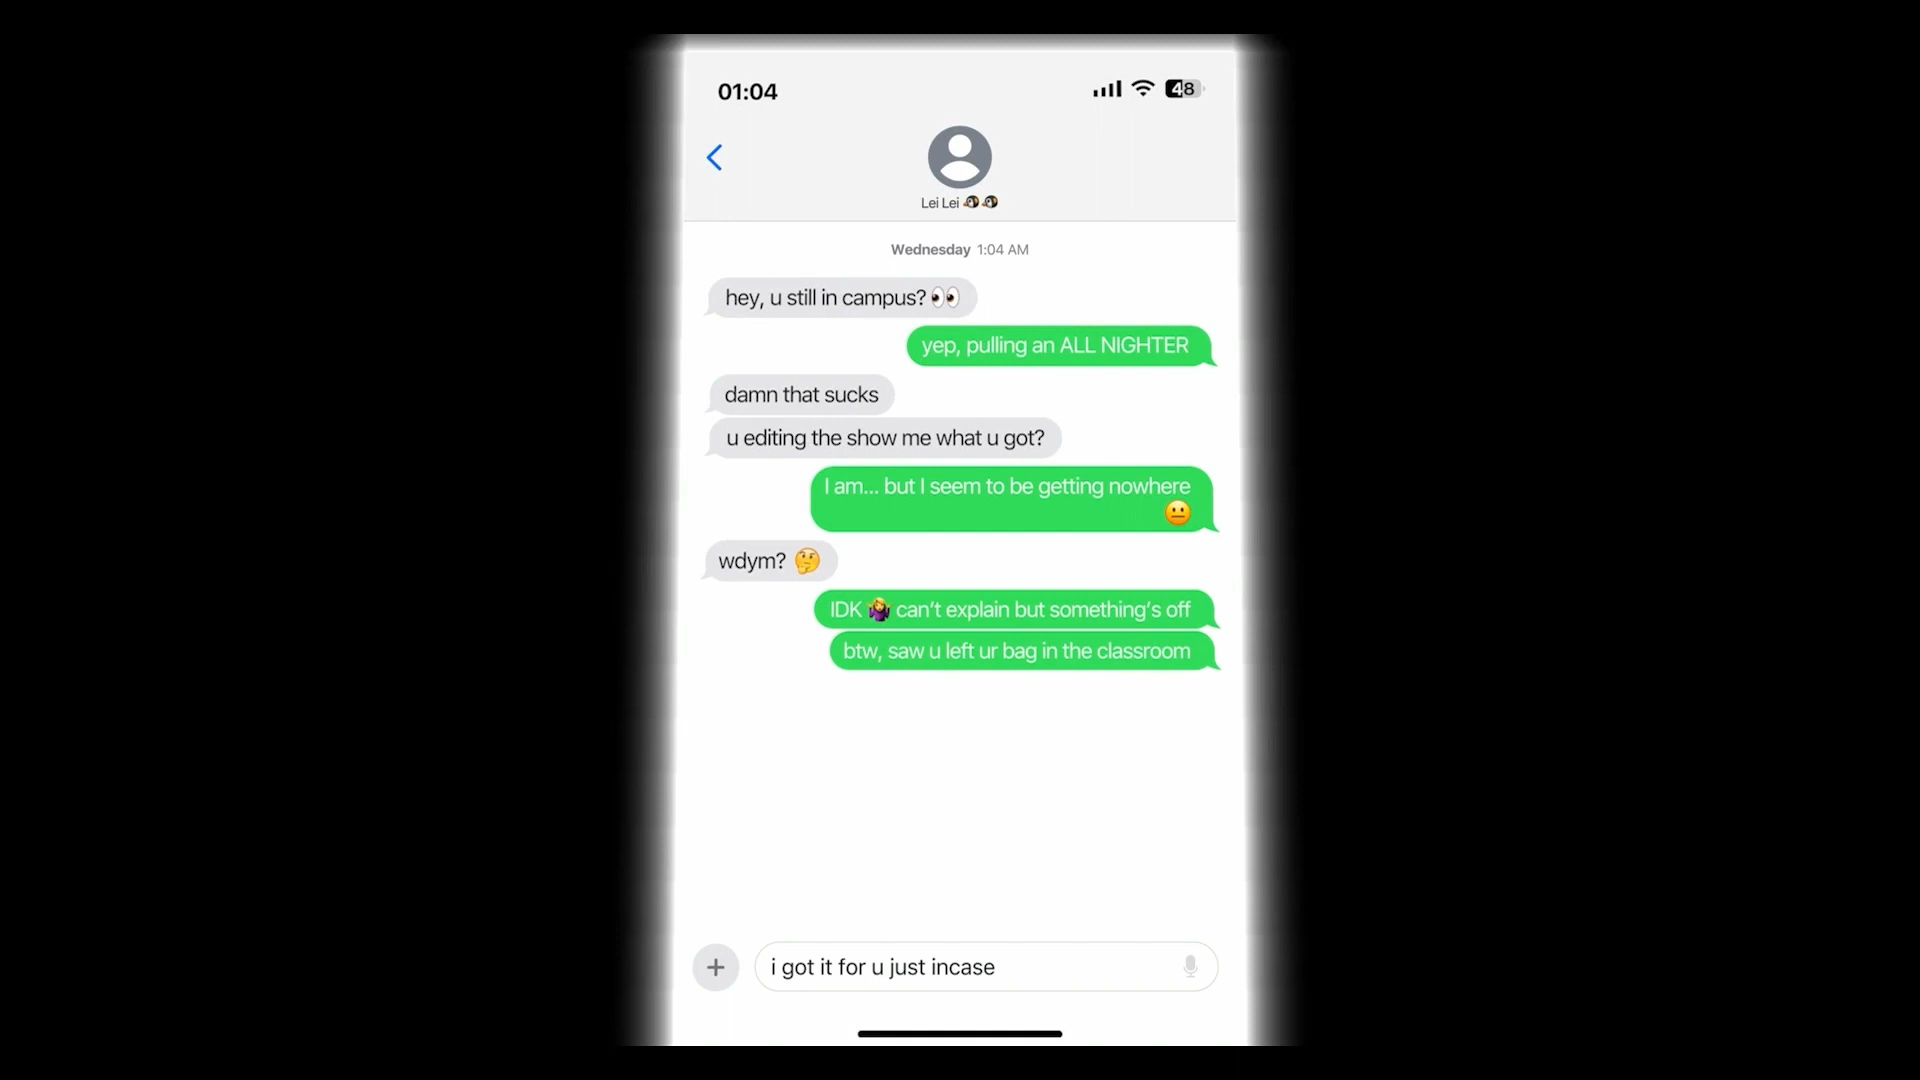 01:04
48
Lei Lei 🐧🐧
Wednesday 1:04 AM
hey, u still in campus? 👀
yep, pulling an ALL NIGHTER
damn that sucks
u editing the show me what u got?
I am... but I seem to be getting nowhere
😐
wdym? 🤔
IDK 🤷‍♀️ can't explain but something's off
btw, saw u left ur bag in the classroom
i got it for u just incase